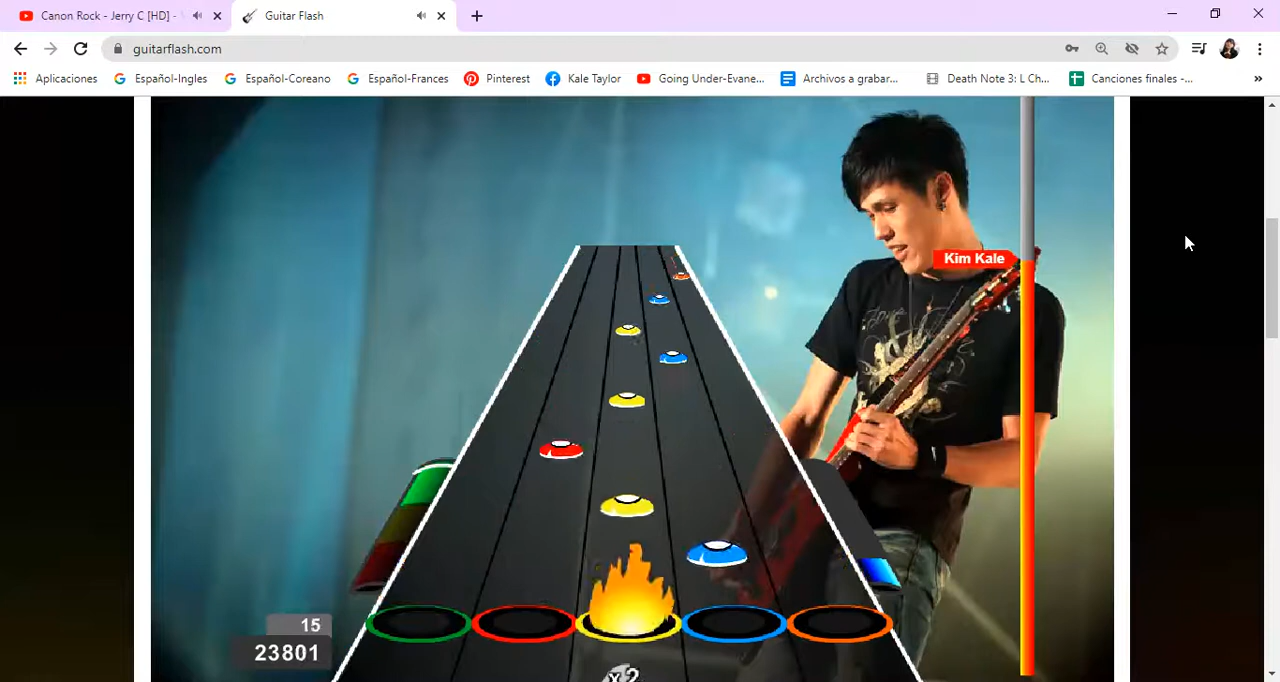 Canon Rock - Jerry C [HD] -
Guitar Flash
guitarflash.com
Aplicaciones
Español-Ingles
Español-Coreano
Español-Frances
Pinterest
Kale Taylor
Going Under-Evane...
Archivos a grabar...
Death Note 3: L Ch...
Canciones finales -...
»
Kim Kale
15
23801
x2